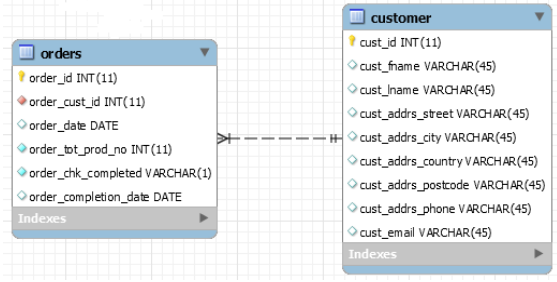 orders
order_id INT(11)
order_cust_id INT(11)
order_date DATE
order_tot_prod_no INT(11)
order_chk_completed VARCHAR(1)
order_completion_date DATE
Indexes
customer
cust_id INT(11)
cust_fname VARCHAR(45)
cust_lname VARCHAR(45)
cust_addrs_street VARCHAR(45)
cust_addrs_city VARCHAR(45)
cust_addrs_country VARCHAR(45)
cust_addrs_postcode VARCHAR(45)
cust_addrs_phone VARCHAR(45)
cust_email VARCHAR(45)
Indexes